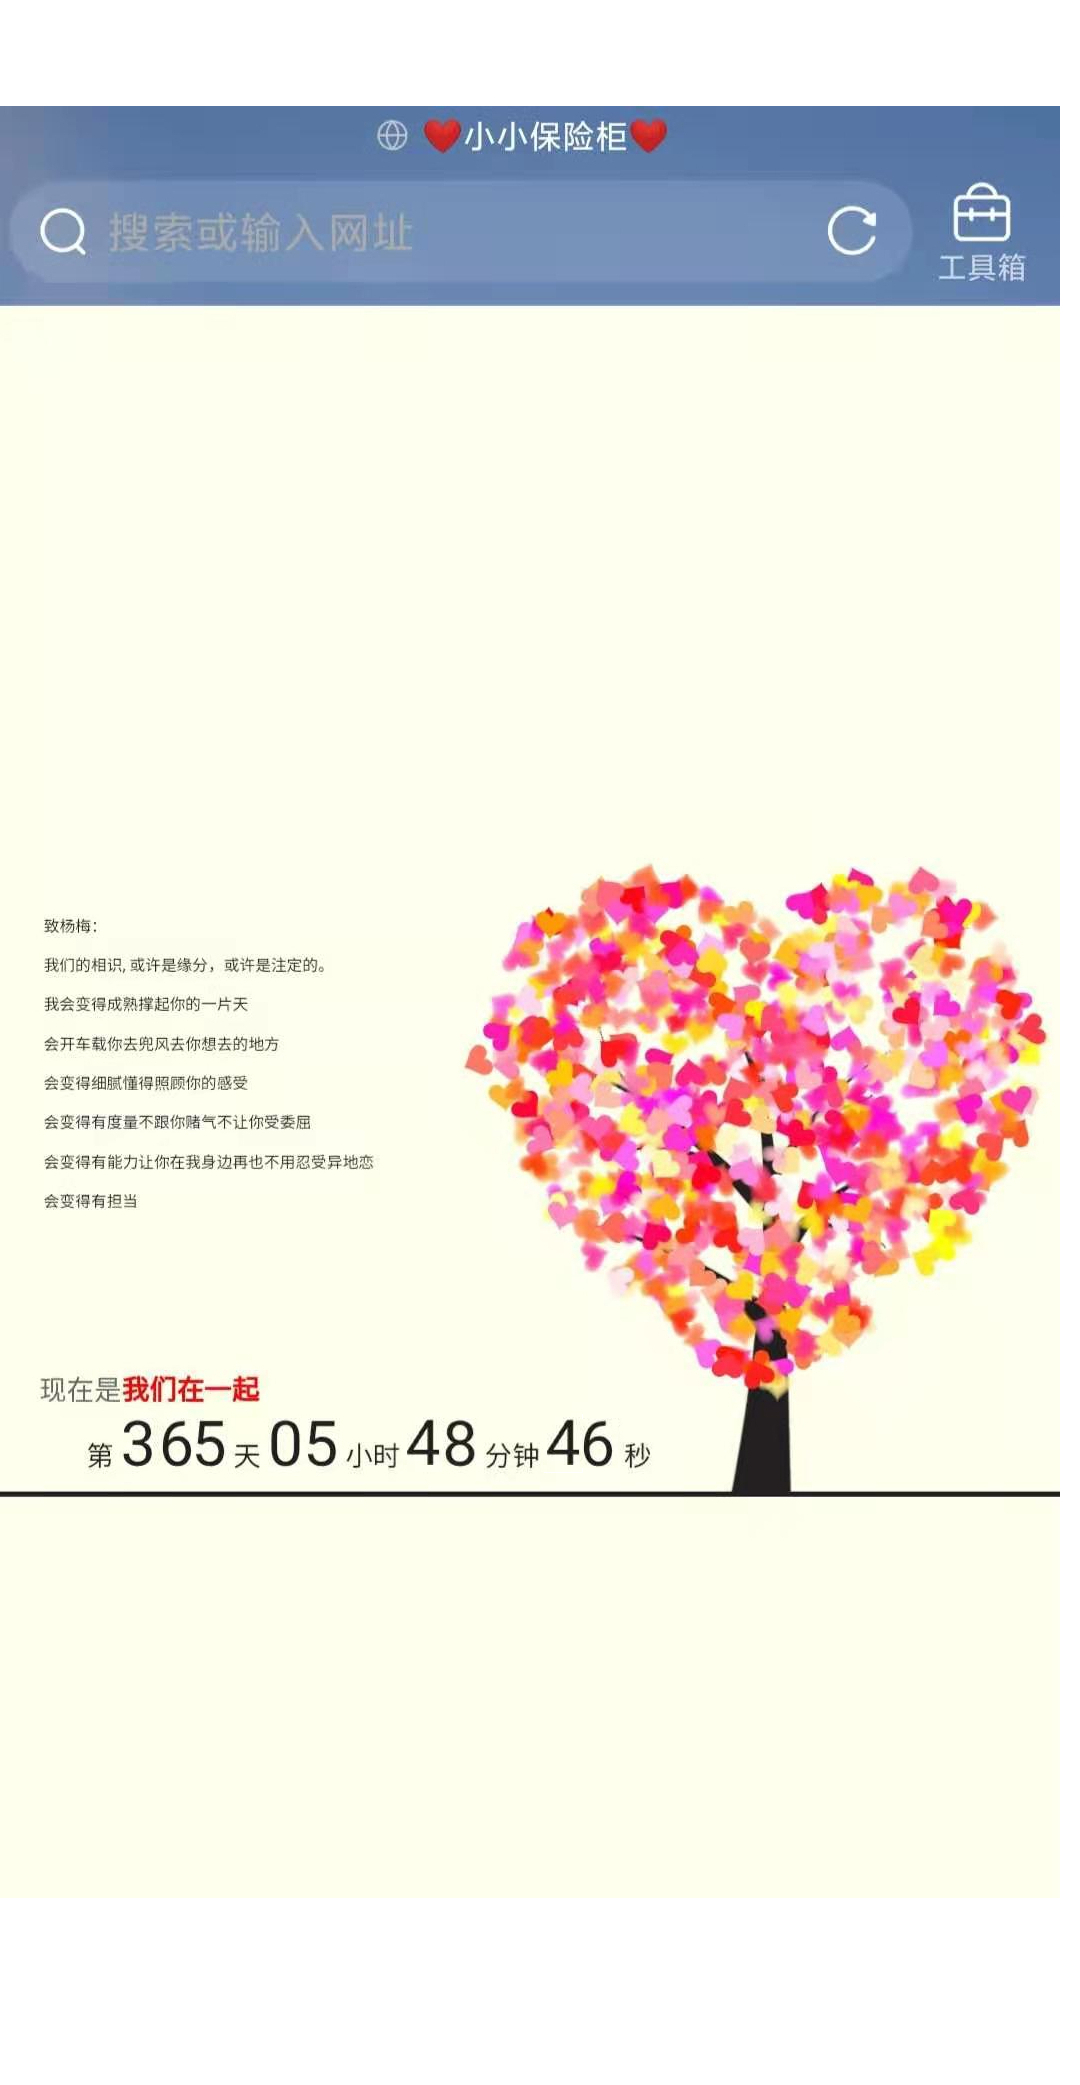 ❤️小小保险柜❤️
搜索或输入网址
工具箱
致杨梅：
我们的相识, 或许是缘分，或许是注定的。
我会变得成熟撑起你的一片天
会开车载你去兜风去你想去的地方
会变得细腻懂得照顾你的感受
会变得有度量不跟你赌气不让你受委屈
会变得有能力让你在我身边再也不用忍受异地恋
会变得有担当
现在是我们在一起
第 365 天 05 小时 48 分钟 46 秒